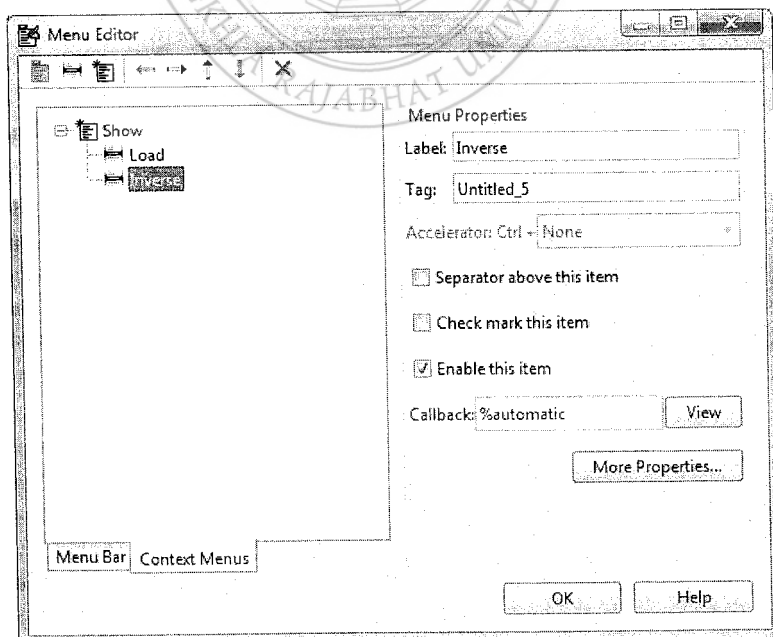 Menu Editor
RAJABHAT
Show
Load
Inverse
Menu Properties
Label: Inverse
Tag: Untitled_5
Accelerator: Ctrl + None
Separator above this item
Check mark this item
Enable this item
Callback: %automatic
View
More Properties...
Menu Bar
Context Menus
OK
Help